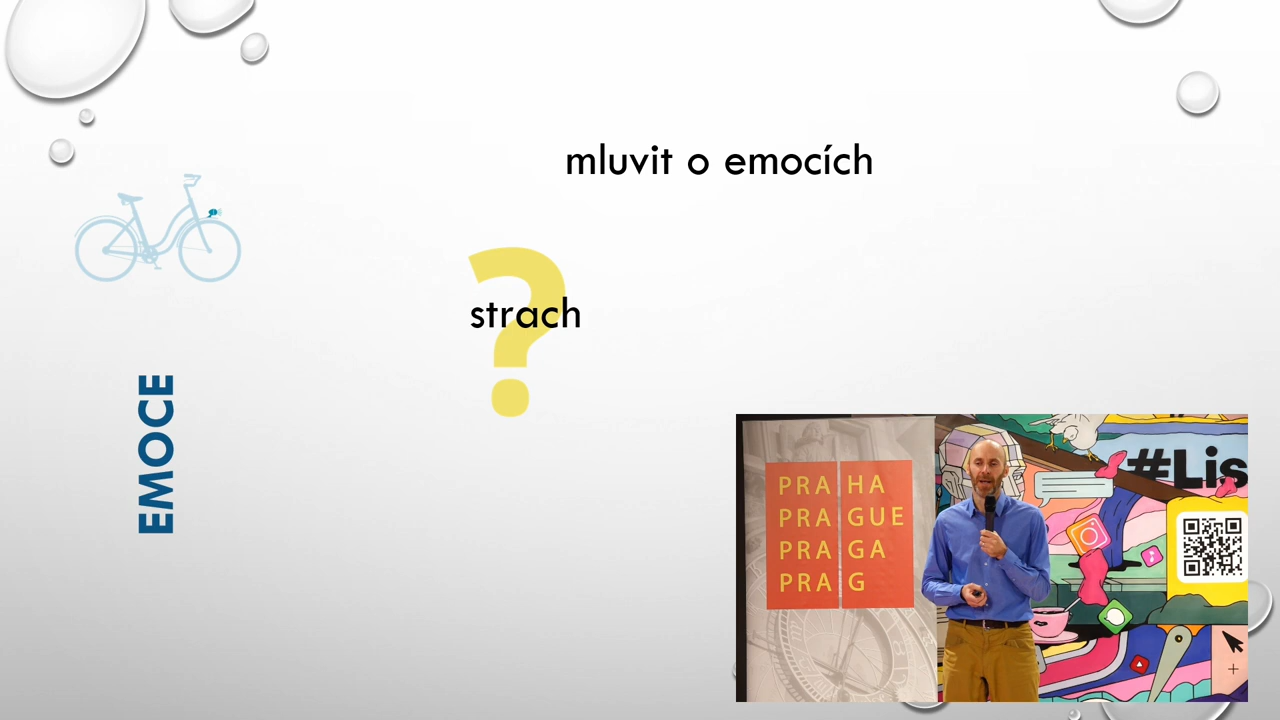 mluvit o emocích
?
strach
EMOCE
PRA HA
PRA GUE
PRA GA
PRA G
#Lis